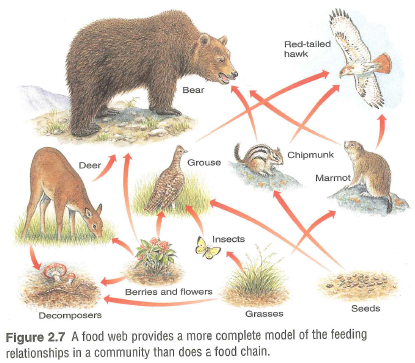 Red-tailed
hawk
Bear
Deer
Grouse
Chipmunk
Marmot
Insects
Berries and flowers
Decomposers
Grasses
Seeds
Figure 2.7 A food web provides a more complete model of the feeding
relationships in a community than does a food chain.